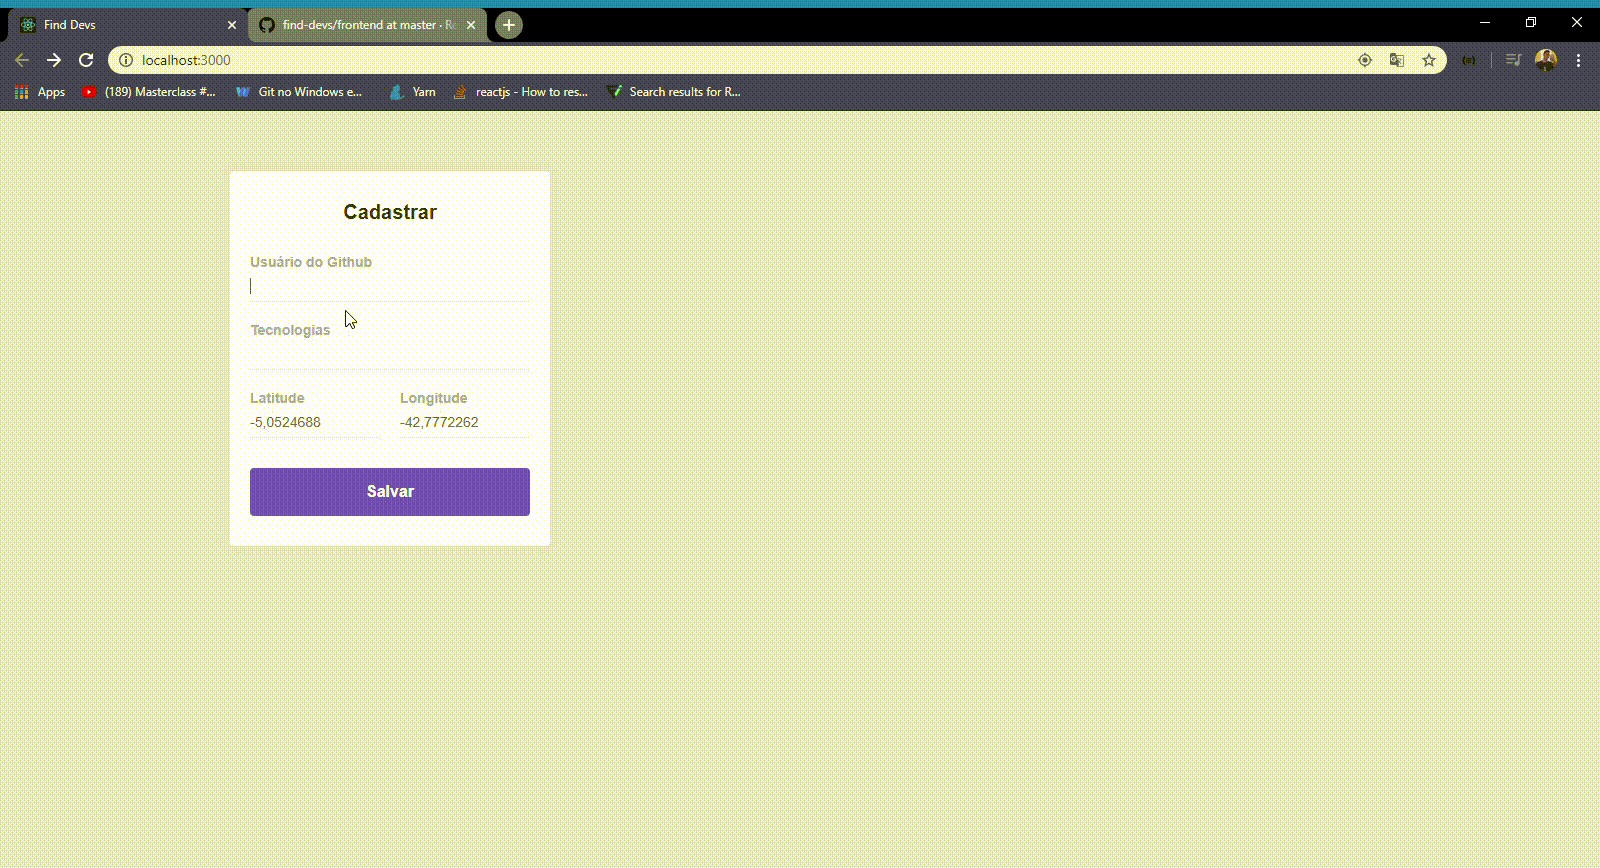 Find Devs
find-devs/frontend at master · Re
localhost:3000
Apps
(189) Masterclass #...
Git no Windows e...
Yarn
reactjs - How to res...
Search results for R...
Cadastrar
Usuário do Github
Tecnologias
Latitude Longitude
-5,0524688 -42,7772262
Salvar